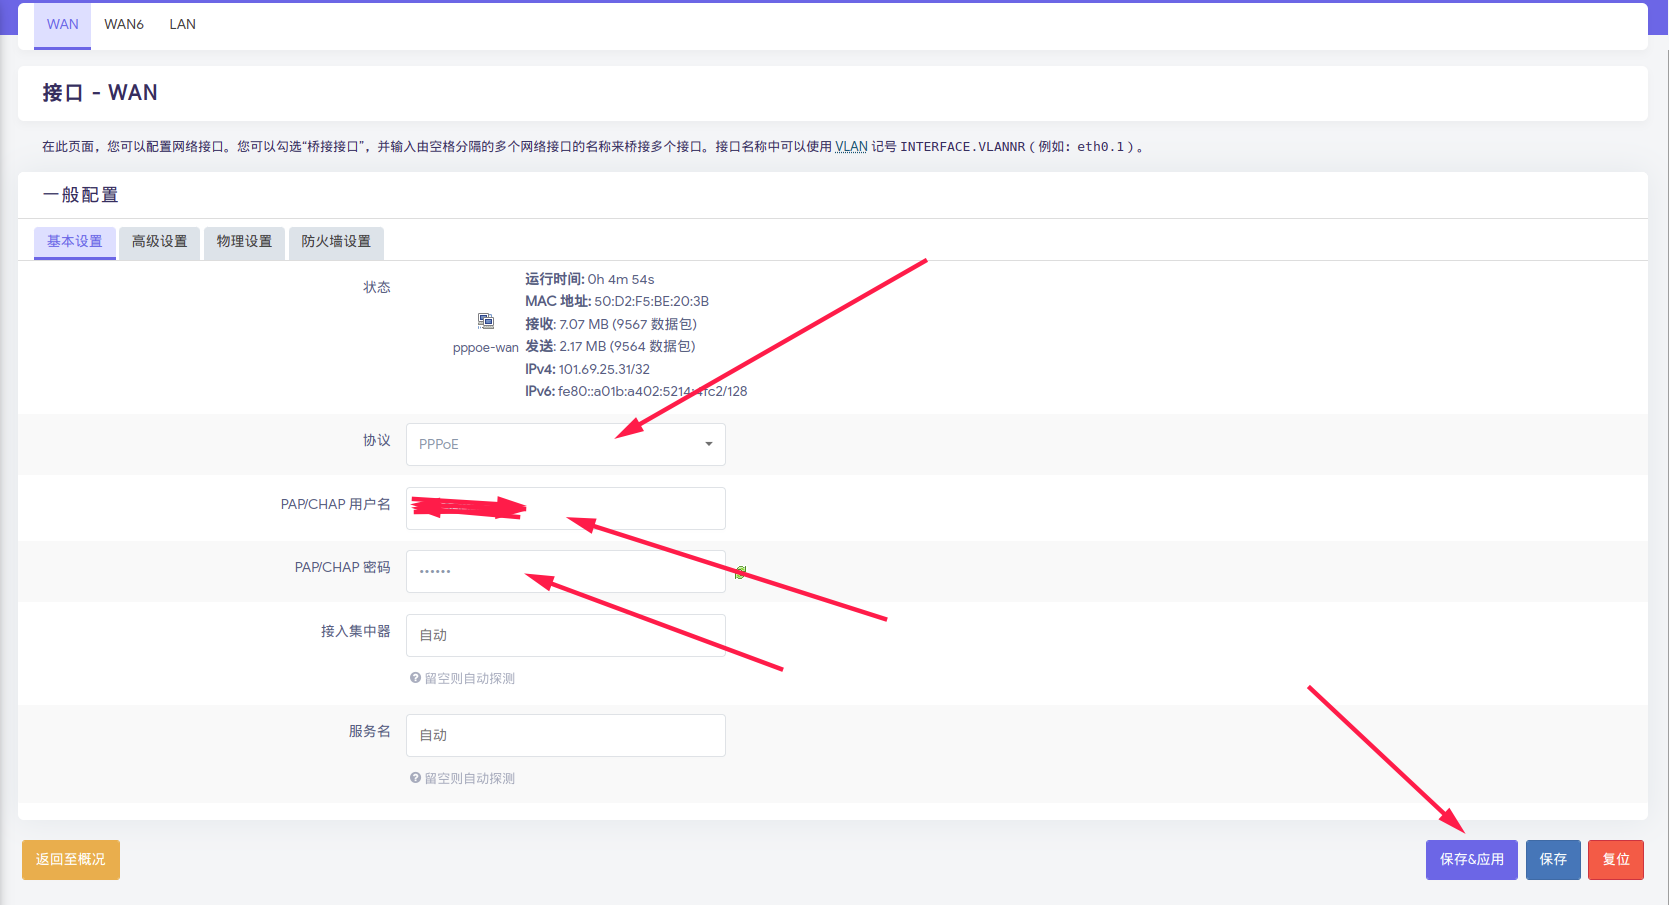 WAN WAN6 LAN
接口 - WAN
在此页面，您可以配置网络接口。您可以勾选“桥接接口”，并输入由空格分隔的多个网络接口的名称来桥接多个接口。接口名称中可以使用 VLAN 记号 INTERFACE.VLANNR（例如: eth0.1）。
一般配置
基本设置 高级设置 物理设置 防火墙设置
状态
pppoe-wan
运行时间: 0h 4m 54s
MAC 地址: 50:D2:F5:BE:20:3B
接收: 7.07 MB (9567 数据包)
发送: 2.17 MB (9564 数据包)
IPv4: 101.69.25.31/32
IPv6: fe80::a01b:a402:5214:4fc2/128
协议 PPPoE
PAP/CHAP 用户名
PAP/CHAP 密码 ••••••
接入集中器 自动
留空则自动探测
服务名 自动
留空则自动探测
返回至概况 保存&应用 保存 复位